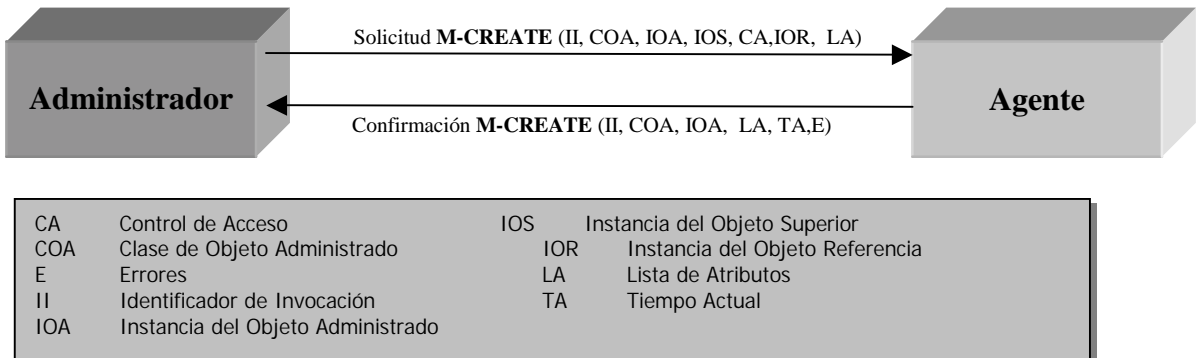 Solicitud M-CREATE (II, COA, IOA, IOS, CA,IOR, LA)
Administrador
Agente
Confirmación M-CREATE (II, COA, IOA, LA, TA,E)
CA Control de Acceso IOS Instancia del Objeto Superior
COA Clase de Objeto Administrado IOR Instancia del Objeto Referencia
E Errores LA Lista de Atributos
II Identificador de Invocación TA Tiempo Actual
IOA Instancia del Objeto Administrado